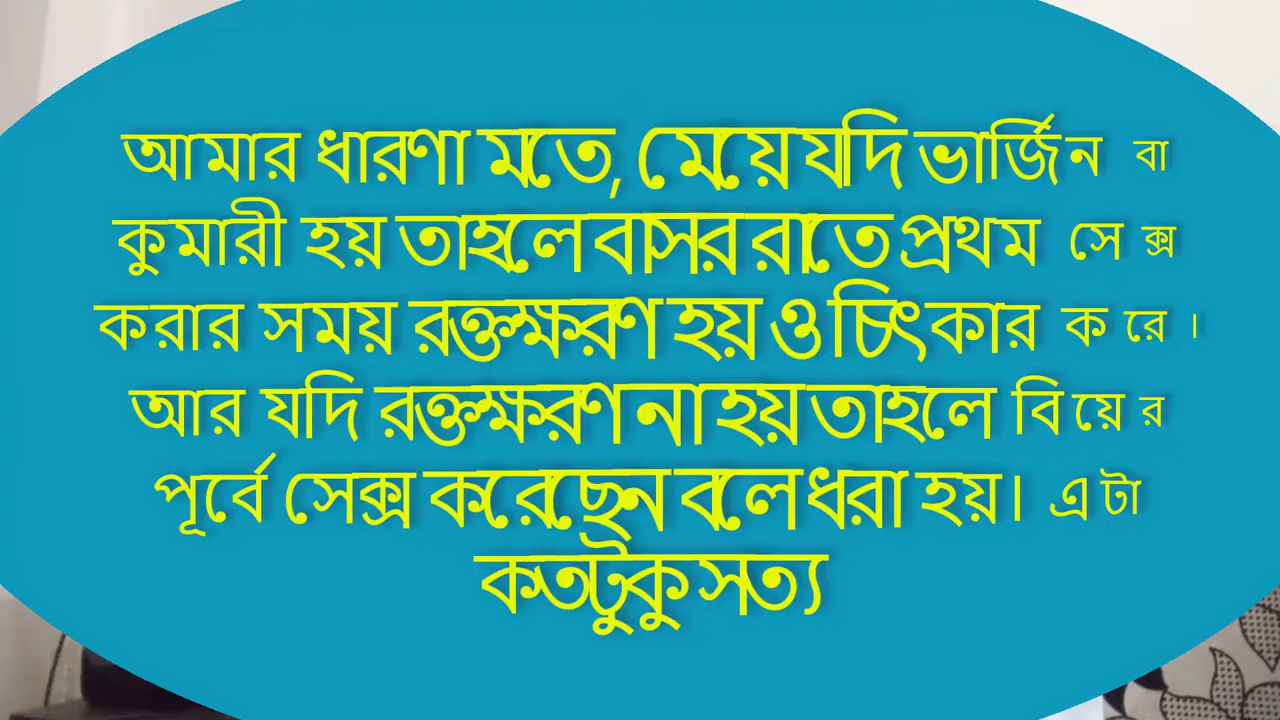 আমার ধারণা মতে, মেয়ে যদি ভার্জিন বা
কুমারী হয় তাহলে বাসর রাতে প্রথম সেক্স
করার সময় রক্তক্ষরণ হয় ও চিৎকার করে।
আর যদি রক্তক্ষরণ না হয় তাহলে বিয়ের
পূর্বে সেক্স করেছেন বলে ধরা হয়। এটা
কতটুকু সত্য